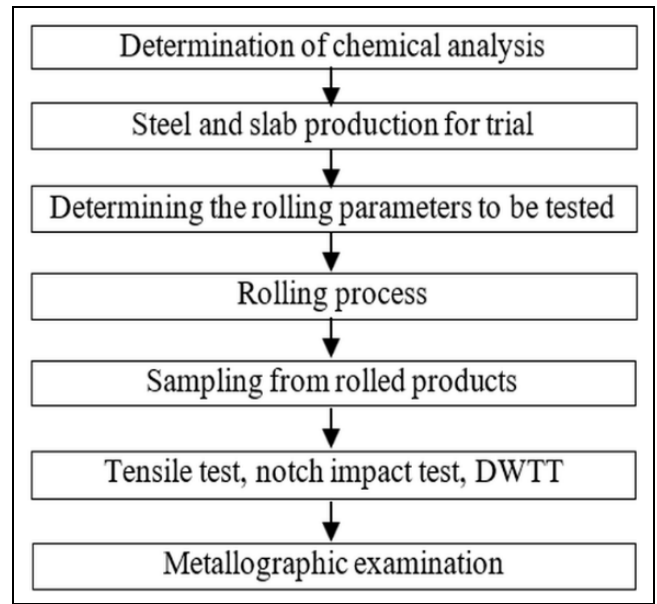 Determination of chemical analysis
Steel and slab production for trial
Determining the rolling parameters to be tested
Rolling process
Sampling from rolled products
Tensile test, notch impact test, DWTT
Metallographic examination